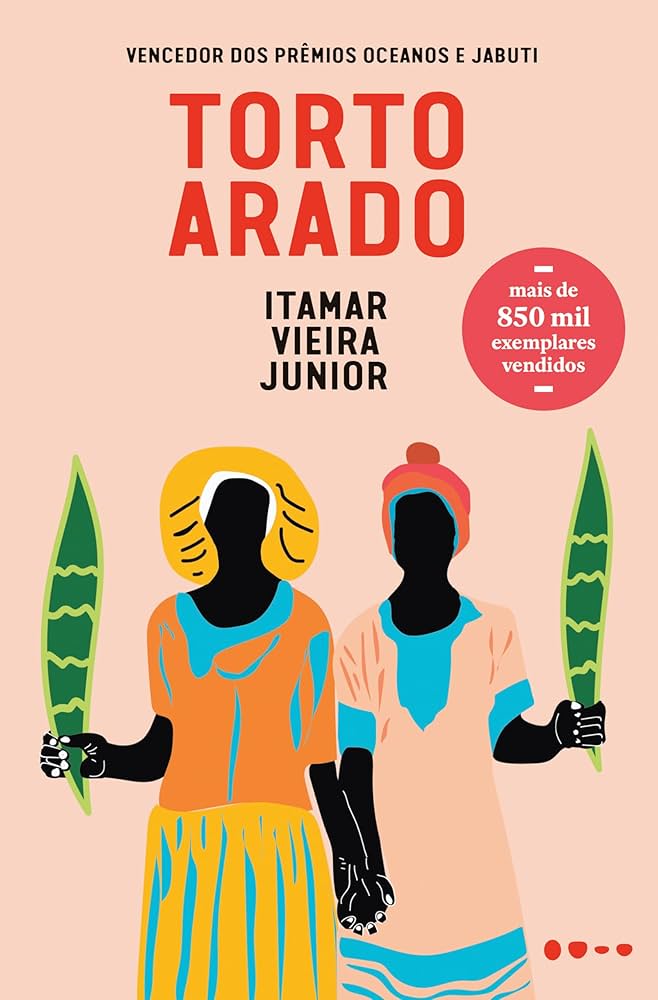 VENCEDOR DOS PRÊMIOS OCEANOS E JABUTI
TORTO
ARADO
ITAMAR
VIEIRA
JUNIOR
mais de
850 mil
exemplares
vendidos